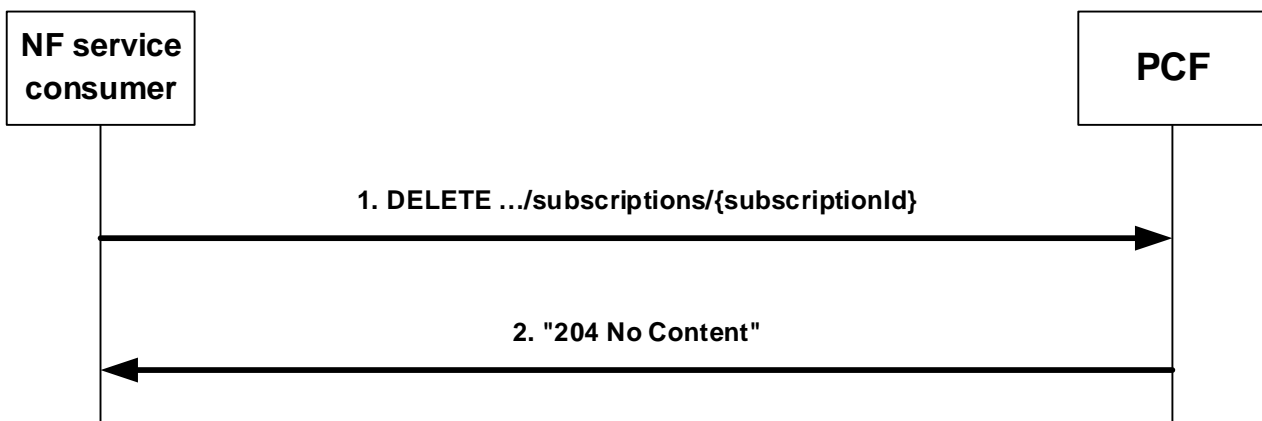 NF service
consumer
PCF
1. DELETE …/subscriptions/{subscriptionId}
2. "204 No Content"